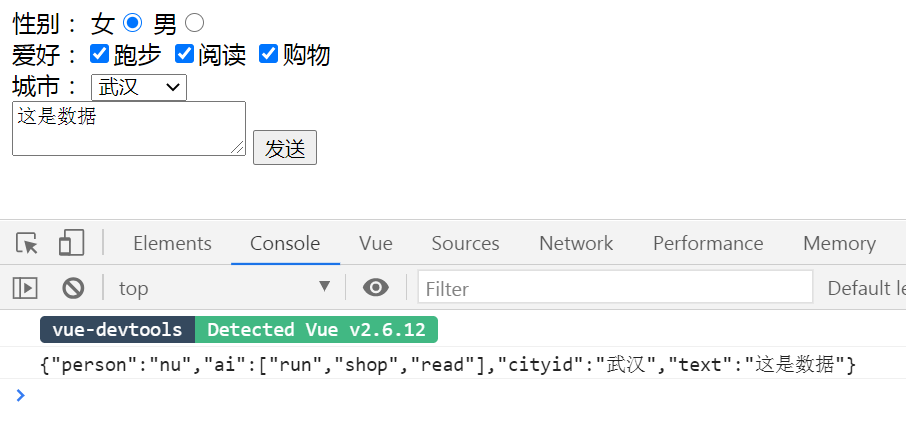 性别： 女 男
爱好： 跑步 阅读 购物
城市： 武汉
这是数据
发送
Elements Console Vue Sources Network Performance Memory
top Filter Default le
vue-devtools Detected Vue v2.6.12
{"person":"nu","ai":["run","shop","read"],"cityid":"武汉","text":"这是数据"}